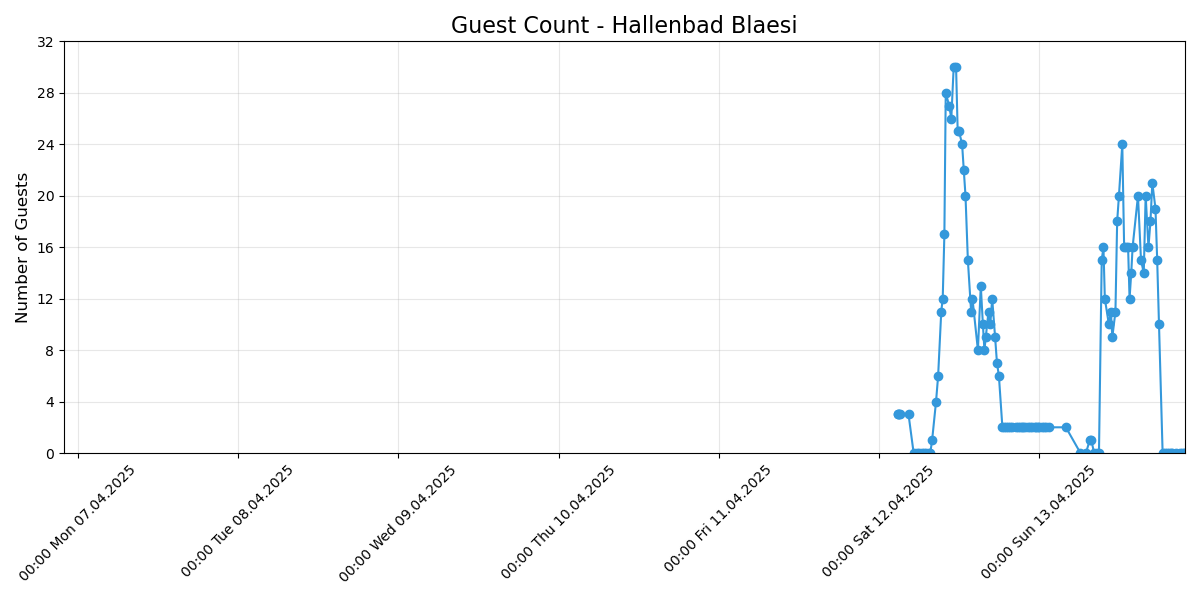 Guest Count - Hallenbad Blaesi
Number of Guests
32
28
24
20
16
12
8
4
0
00:00 Mon 07.04.2025
00:00 Tue 08.04.2025
00:00 Wed 09.04.2025
00:00 Thu 10.04.2025
00:00 Fri 11.04.2025
00:00 Sat 12.04.2025
00:00 Sun 13.04.2025